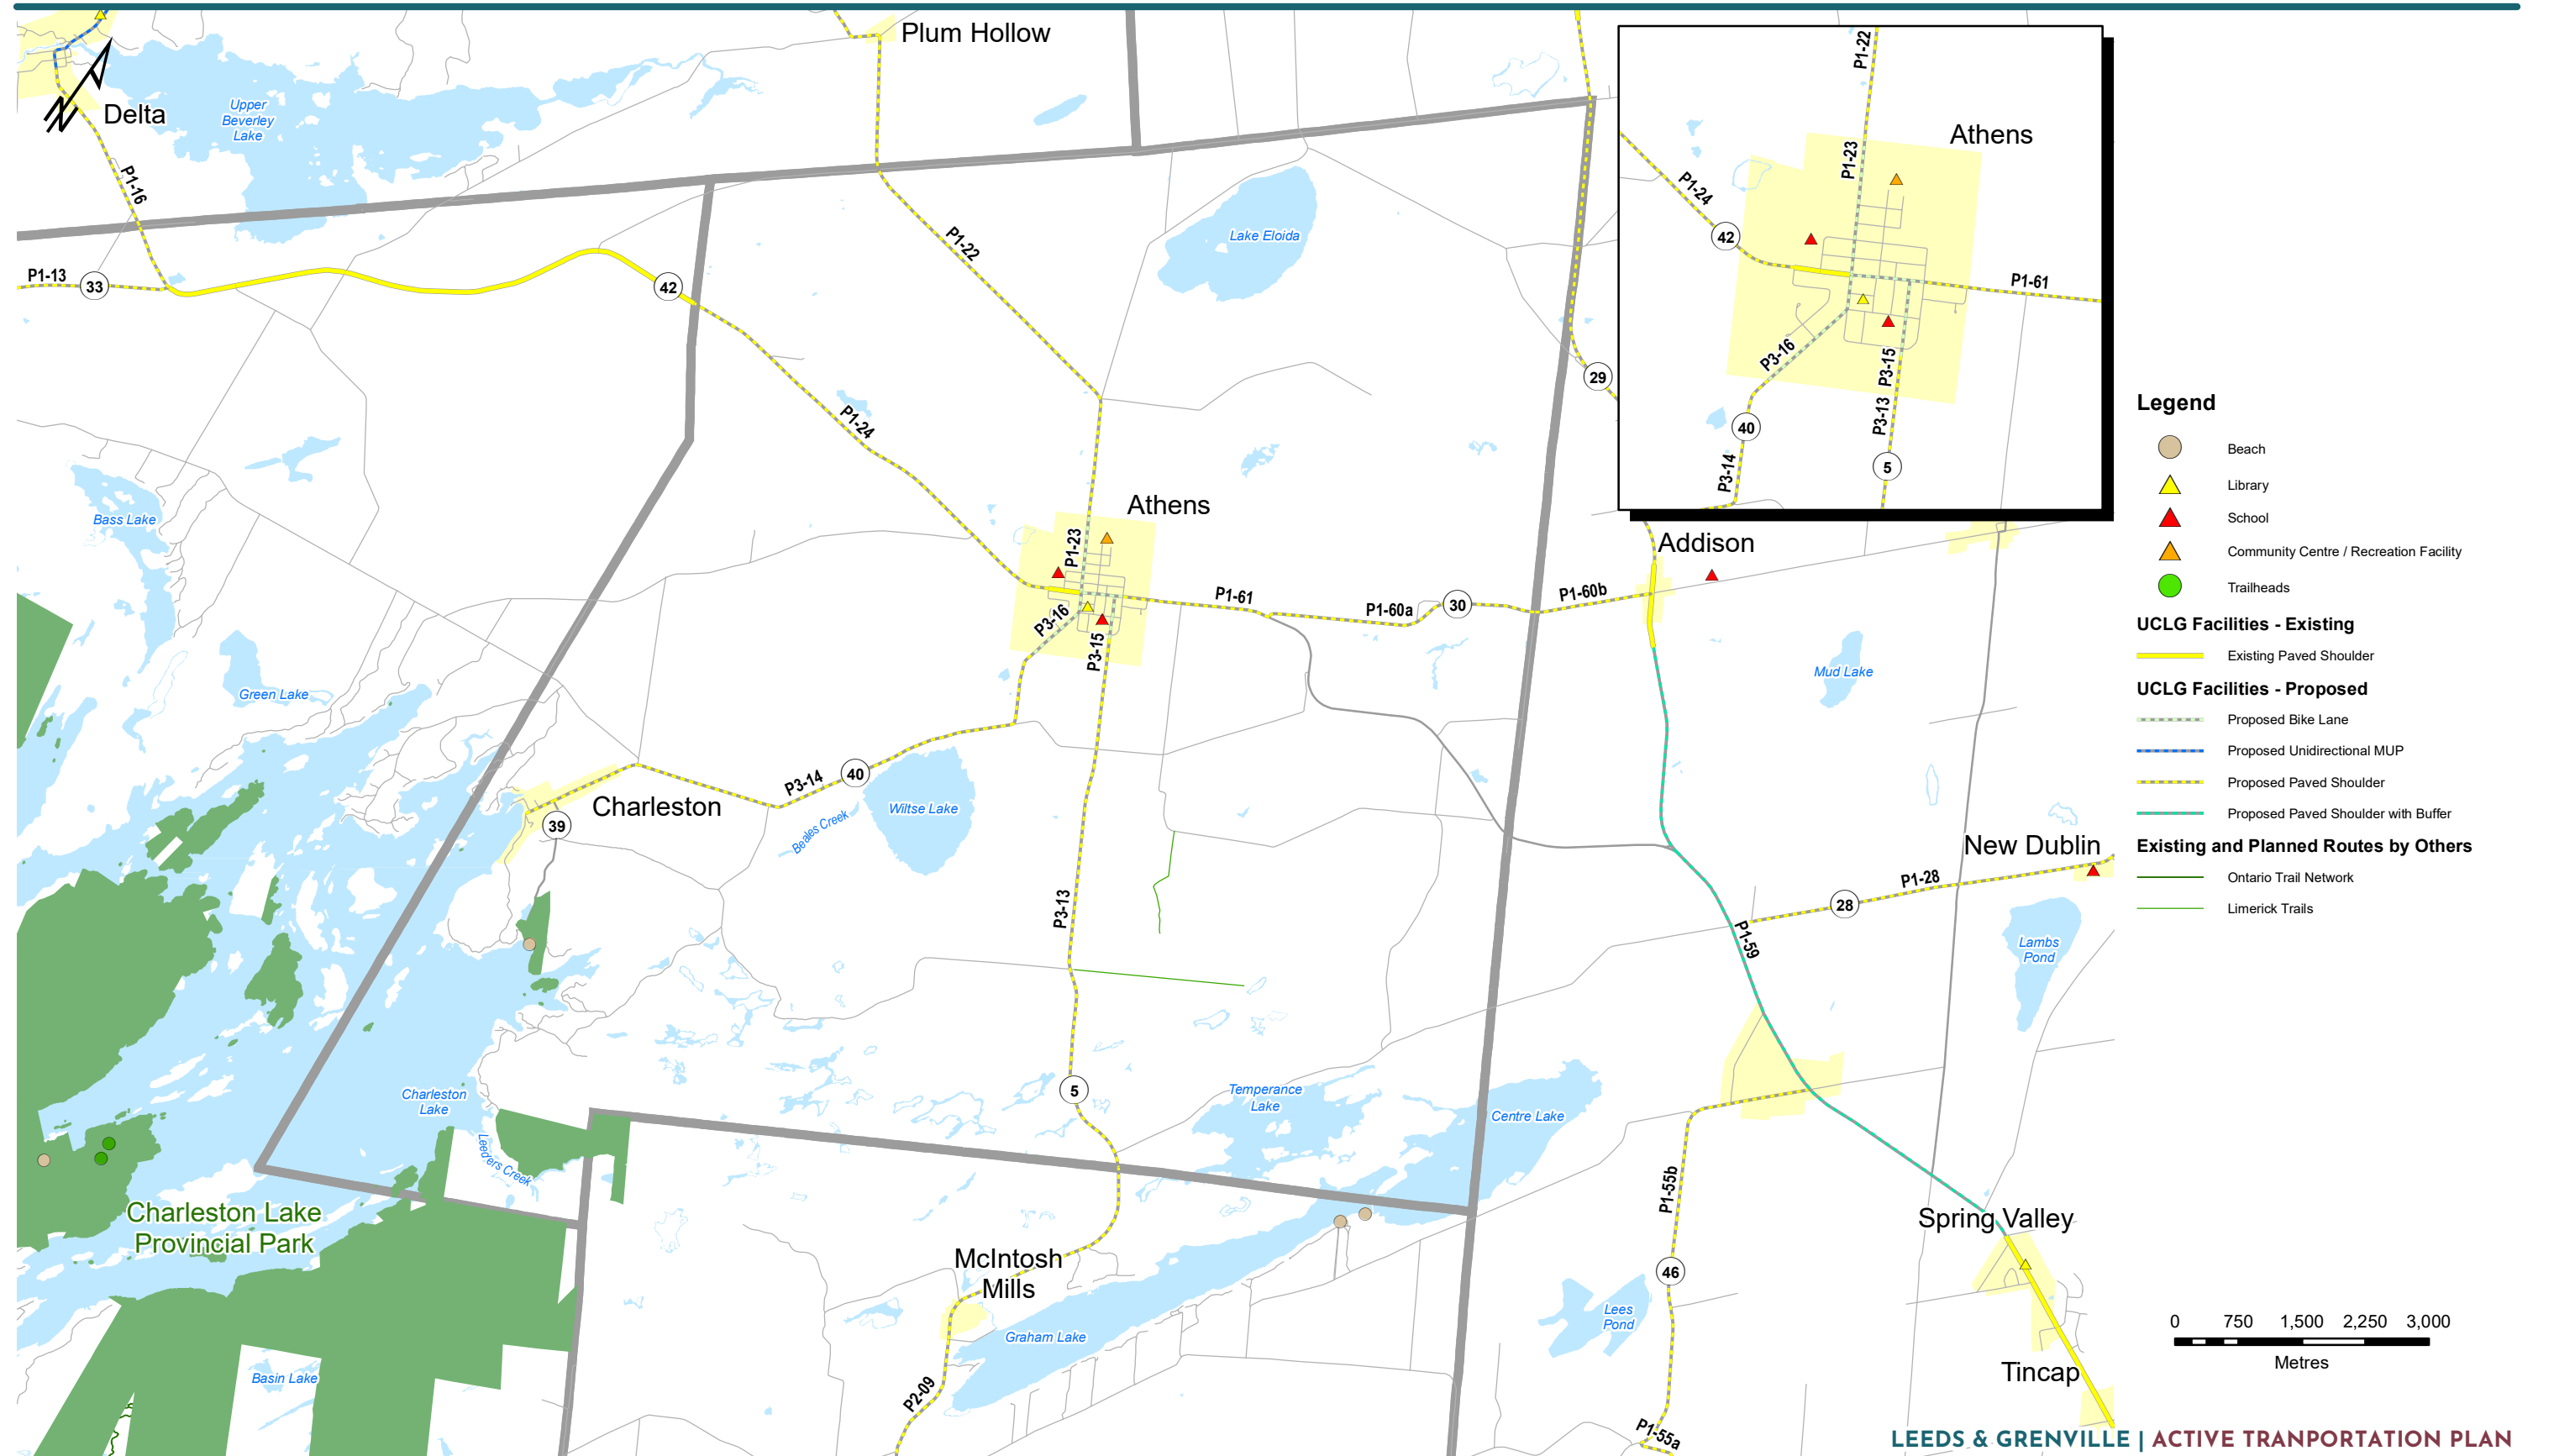 Plum Hollow
Delta
Upper
Beverley
Lake
P1-16
P1-13
33
42
P1-22
Lake Eloida
29
P1-24
Athens
P1-23
P3-16
P3-15
P1-61
P1-60a
30
P1-60b
Addison
Bass Lake
Green Lake
Mud Lake
Charleston
39
P3-14
40
Beales Creek
Wiltse Lake
P3-13
New Dublin
P1-28
28
P1-59
Lambs
Pond
5
Charleston
Lake
Leeders Creek
Temperance
Lake
Centre Lake
Charleston Lake
Provincial Park
McIntosh
Mills
Graham Lake
P2-09
Basin Lake
P1-55b
46
Lees
Pond
P1-55a
Spring Valley
Tincap
P1-22
Athens
P1-23
P1-24
42
P1-61
P3-16
P3-15
P3-13
40
P3-14
5
Legend
Beach
Library
School
Community Centre / Recreation Facility
Trailheads
UCLG Facilities - Existing
Existing Paved Shoulder
UCLG Facilities - Proposed
Proposed Bike Lane
Proposed Unidirectional MUP
Proposed Paved Shoulder
Proposed Paved Shoulder with Buffer
Existing and Planned Routes by Others
Ontario Trail Network
Limerick Trails
0 750 1,500 2,250 3,000
Metres
LEEDS & GRENVILLE | ACTIVE TRANPORTATION PLAN
N